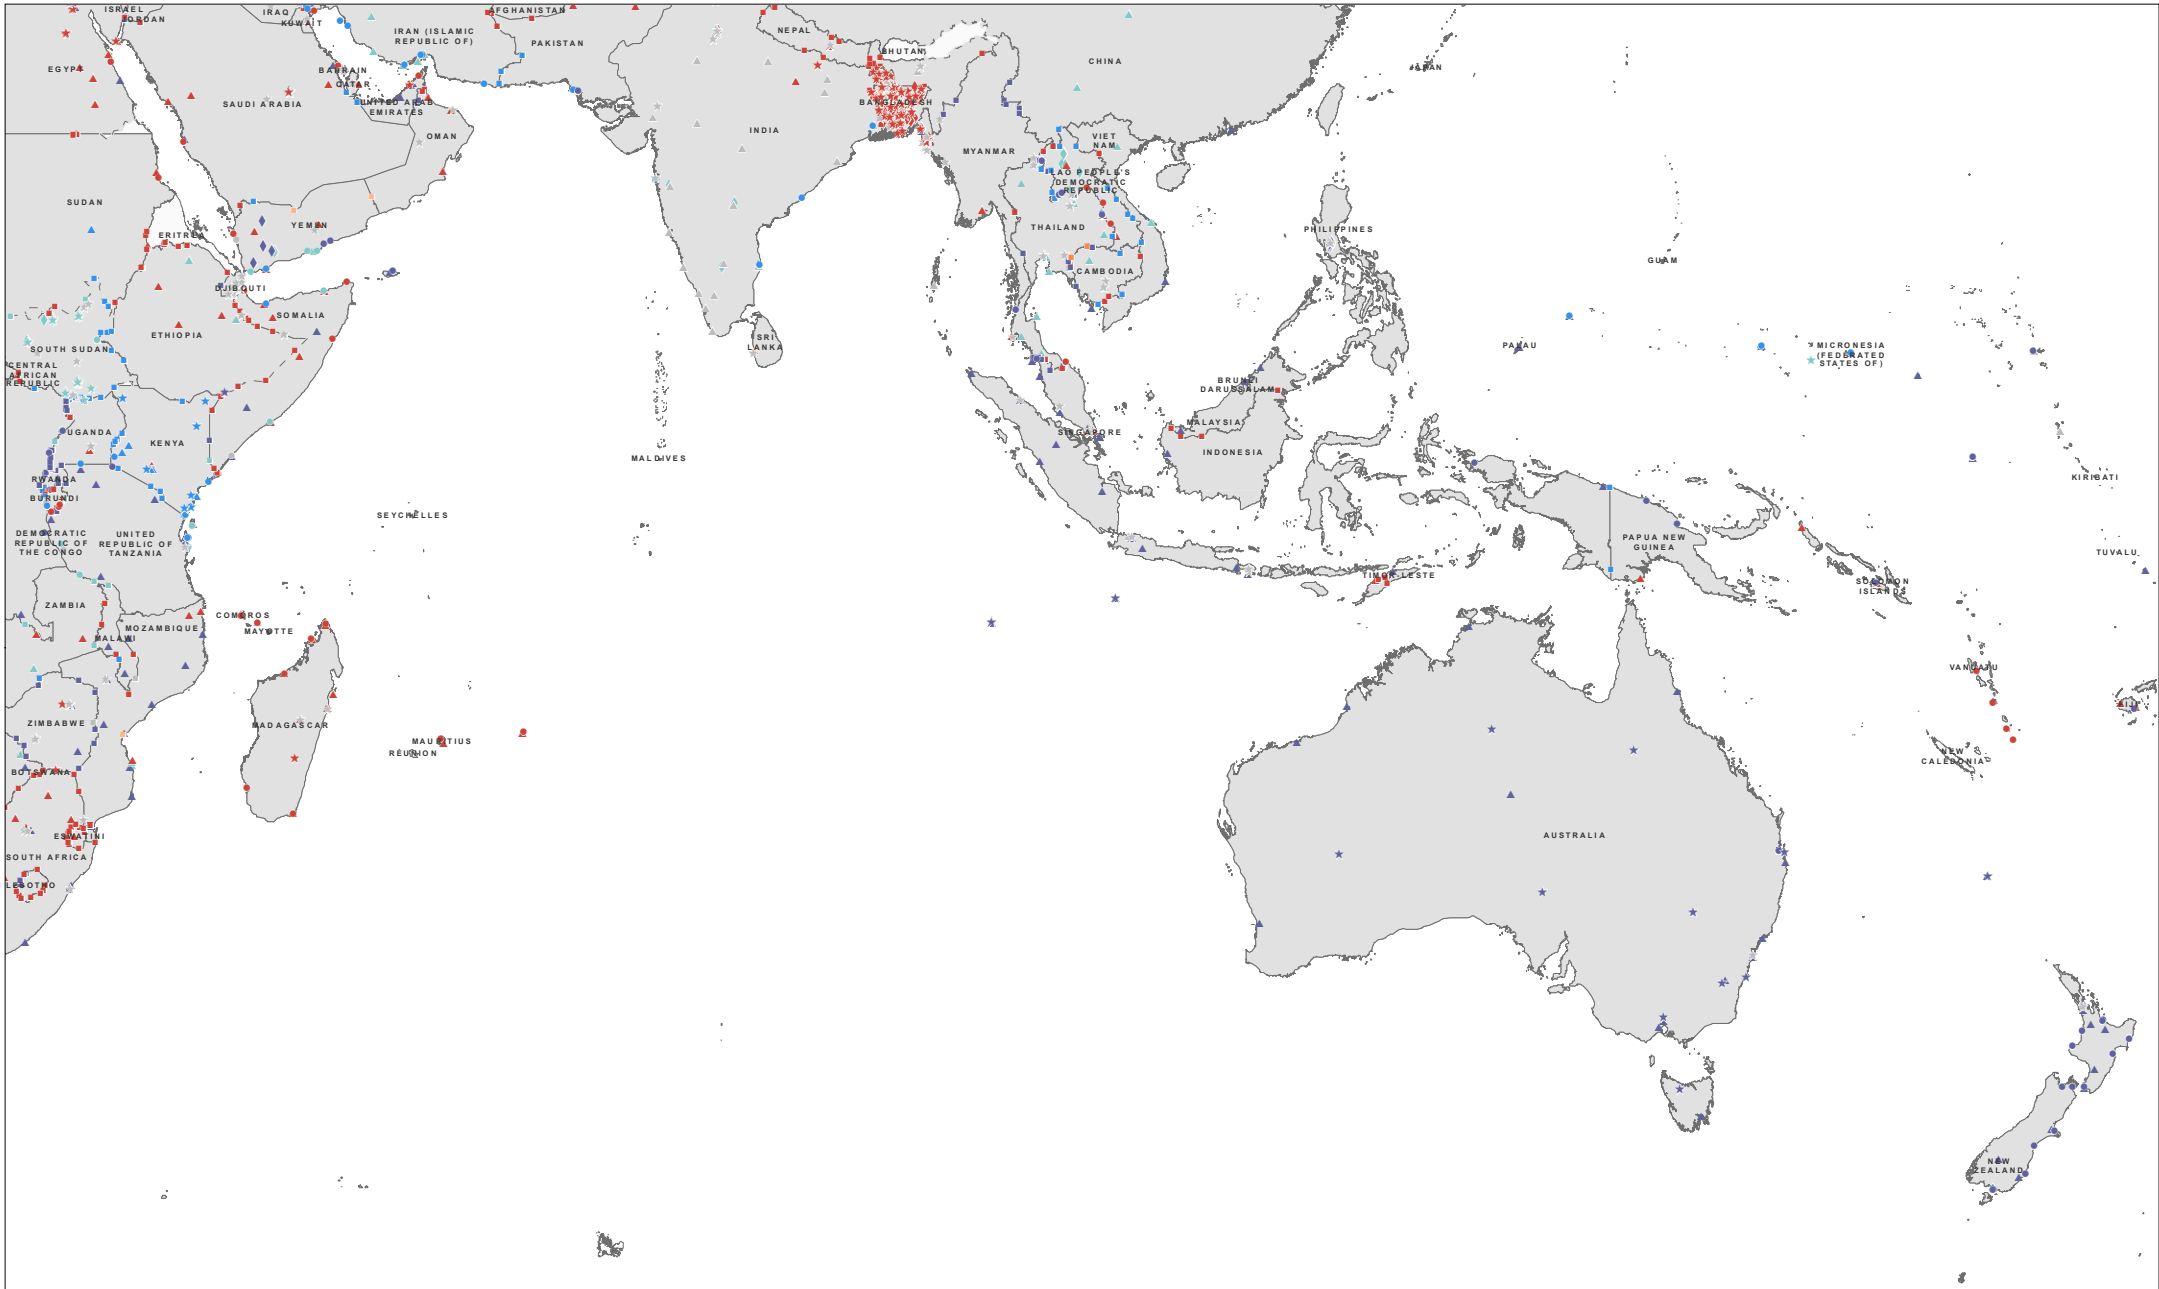 ISRAEL
JORDAN
IRAQ
KUWAIT
IRAN (ISLAMIC
REPUBLIC OF)
AFGHANISTAN
PAKISTAN
NEPAL
BHUTAN
CHINA
JAPAN
EGYPT
BAHRAIN
QATAR
SAUDI ARABIA
UNITED ARAB
EMIRATES
OMAN
BANGLADESH
INDIA
MYANMAR
VIET
NAM
LAO PEOPLE'S
DEMOCRATIC
REPUBLIC
SUDAN
ERITREA
YEMEN
THAILAND
PHILIPPINES
GUAM
CAMBODIA
DJIBOUTI
SOMALIA
ETHIOPIA
SOUTH SUDAN
SRI
LANKA
PALAU
MICRONESIA
(FEDERATED
STATES OF)
CENTRAL
AFRICAN
REPUBLIC
BRUNEI
DARUSSALAM
UGANDA
KENYA
MALAYSIA
SINGAPORE
INDONESIA
MALDIVES
RWANDA
BURUNDI
KIRIBATI
SEYCHELLES
DEMOCRATIC
REPUBLIC OF
THE CONGO
UNITED
REPUBLIC OF
TANZANIA
PAPUA NEW
GUINEA
TUVALU
TIMOR-LESTE
SOLOMON
ISLANDS
ZAMBIA
COMOROS
MAYOTTE
MALAWI
MOZAMBIQUE
VANUATU
FIJI
ZIMBABWE
MADAGASCAR
MAURITIUS
RÉUNION
NEW
CALEDONIA
BOTSWANA
ESWATINI
AUSTRALIA
SOUTH AFRICA
LESOTHO
NEW
ZEALAND